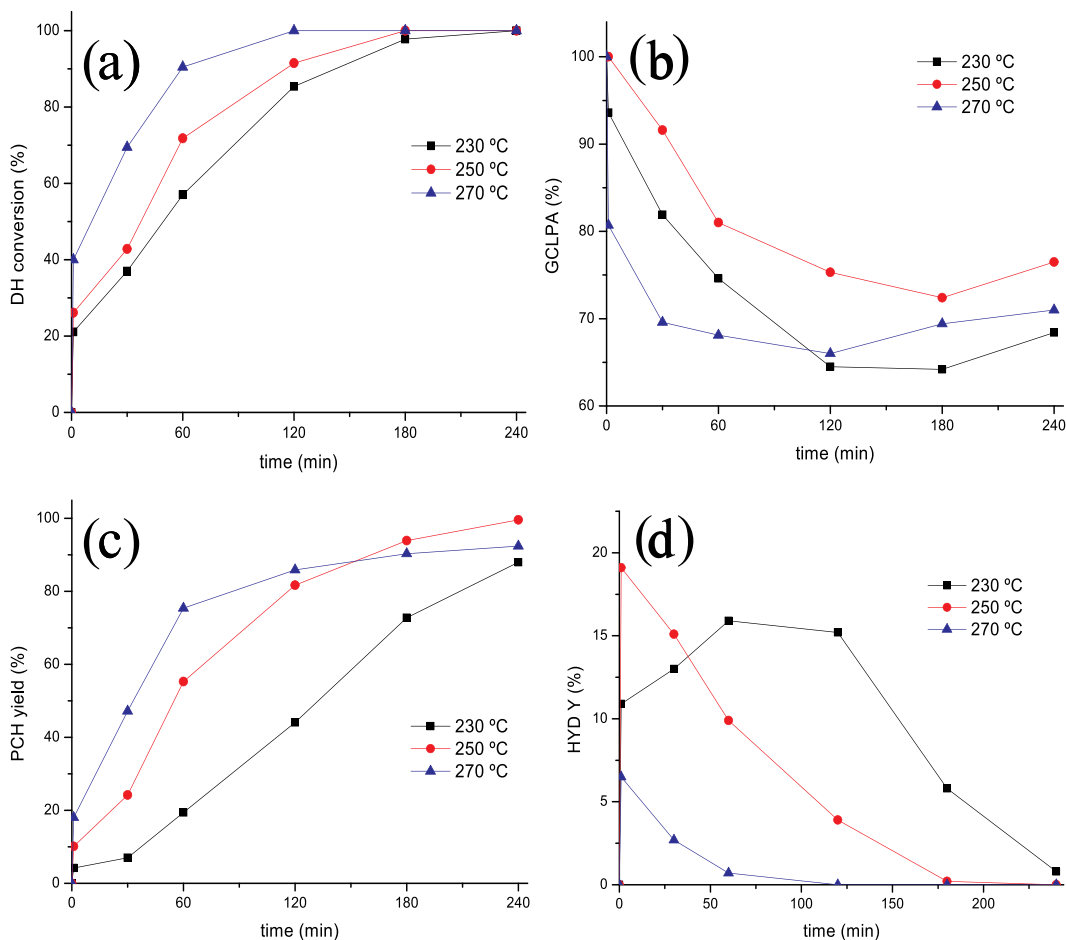 (a)
DH conversion (%)
100
80
60
40
20
0
230 ºC
250 ºC
270 ºC
0 60 120 180 240
time (min)
(b)
GCLPA (%)
100
90
80
70
60
230 ºC
250 ºC
270 ºC
0 60 120 180 240
time (min)
(c)
PCH yield (%)
100
80
60
40
20
0
230 ºC
250 ºC
270 ºC
0 60 120 180 240
time (min)
(d)
HYD Y (%)
20
15
10
5
0
230 ºC
250 ºC
270 ºC
0 50 100 150 200
time (min)